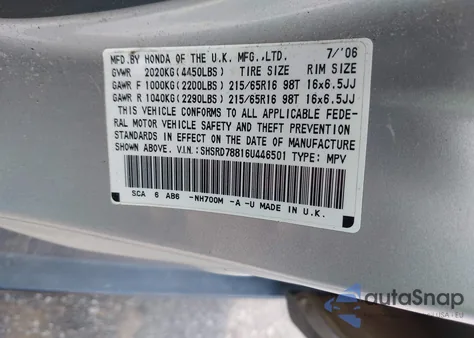 MFD.BY HONDA OF THE U.K. MFG.,LTD. 7/'06
GVWR 2020KG(4450LBS) TIRE SIZE RIM SIZE
GAWR F 1000KG(2200LBS) 215/65R16 98T 16x6.5JJ
GAWR R 1040KG(2290LBS) 215/65R16 98T 16x6.5JJ
THIS VEHICLE CONFORMS TO ALL APPLICABLE FEDE-
RAL MOTOR VEHICLE SAFETY AND THEFT PREVENTION
STANDARDS IN EFFECT ON THE DATE OF MANUFACTURE
SHOWN ABOVE. V.I.N.:SHSRD78816U446501 TYPE: MPV
SCA 6 AB6 -NH700M -A -U MADE IN U.K.
autaSnap